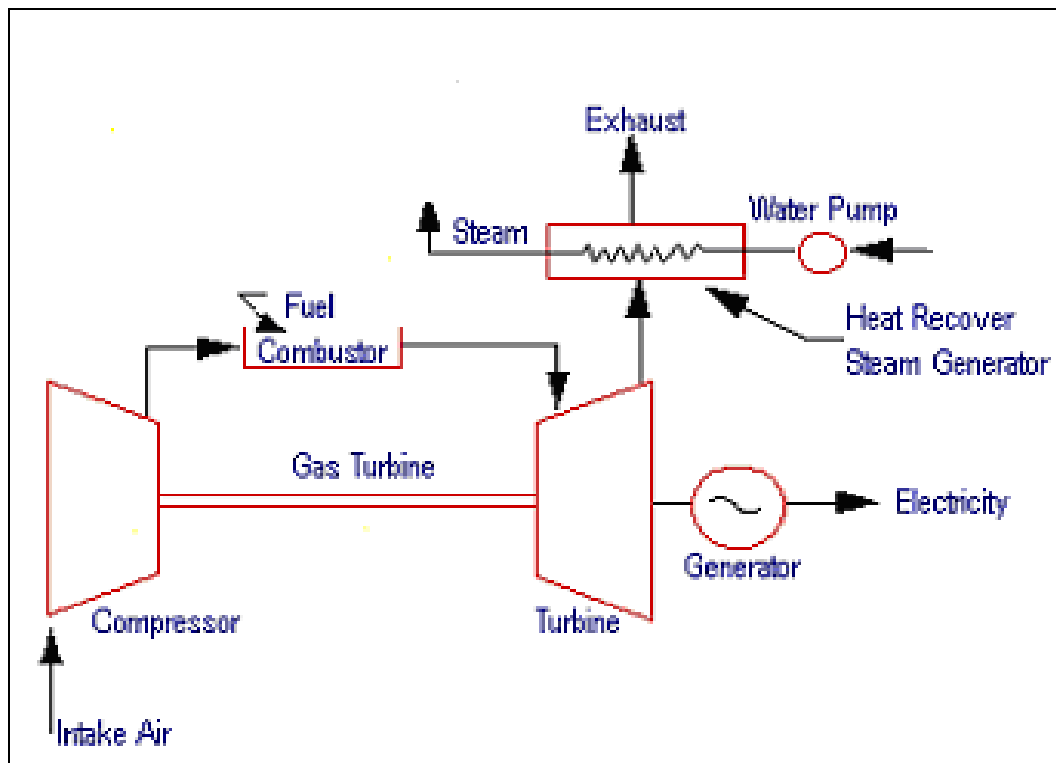 Exhaust
Steam
Water Pump
Fuel
Combustor
Heat Recover
Steam Generator
Gas Turbine
Electricity
Generator
Compressor
Turbine
Intake Air